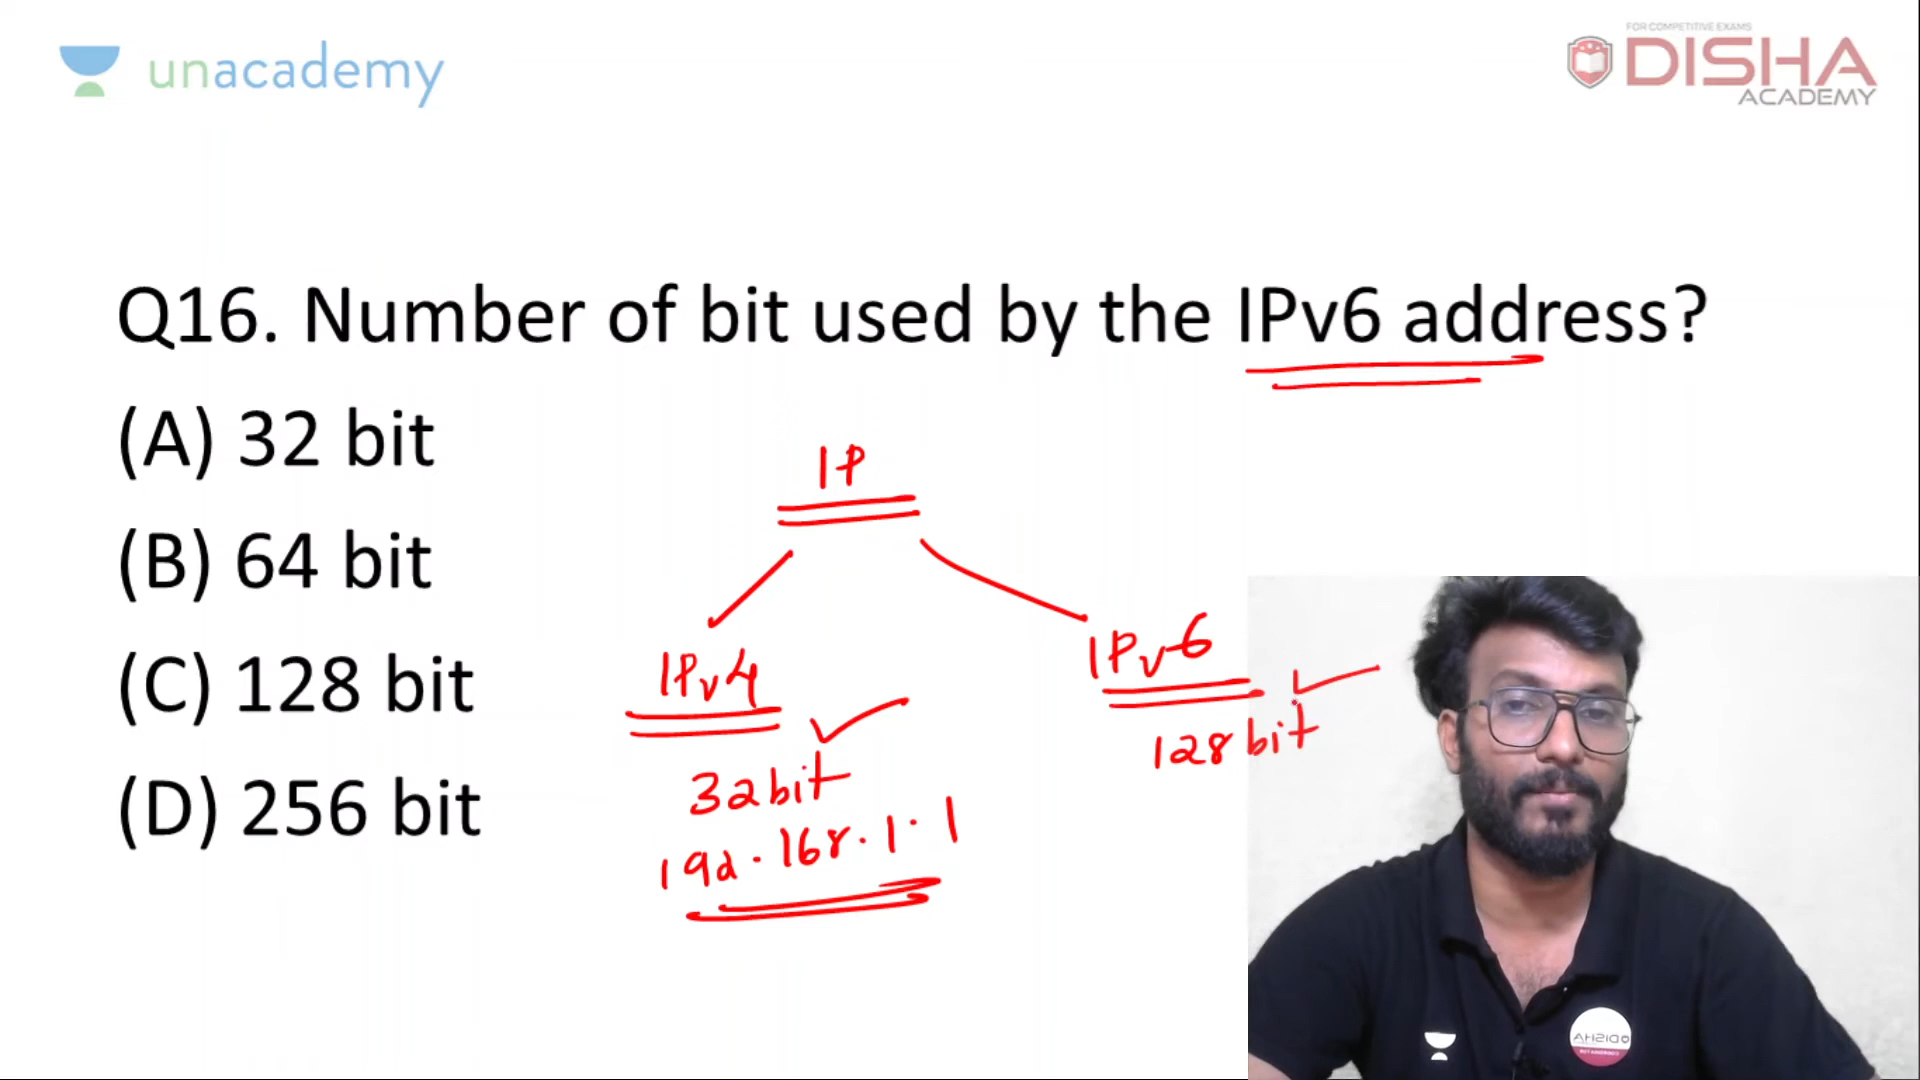 unacademy
FOR COMPETITIVE EXAMS
DISHA
ACADEMY
Q16. Number of bit used by the IPv6 address?
(A) 32 bit
(B) 64 bit
(C) 128 bit
(D) 256 bit
IP
IPv4
32bit
192.168.1.1
IPv6
128bit
DISHA